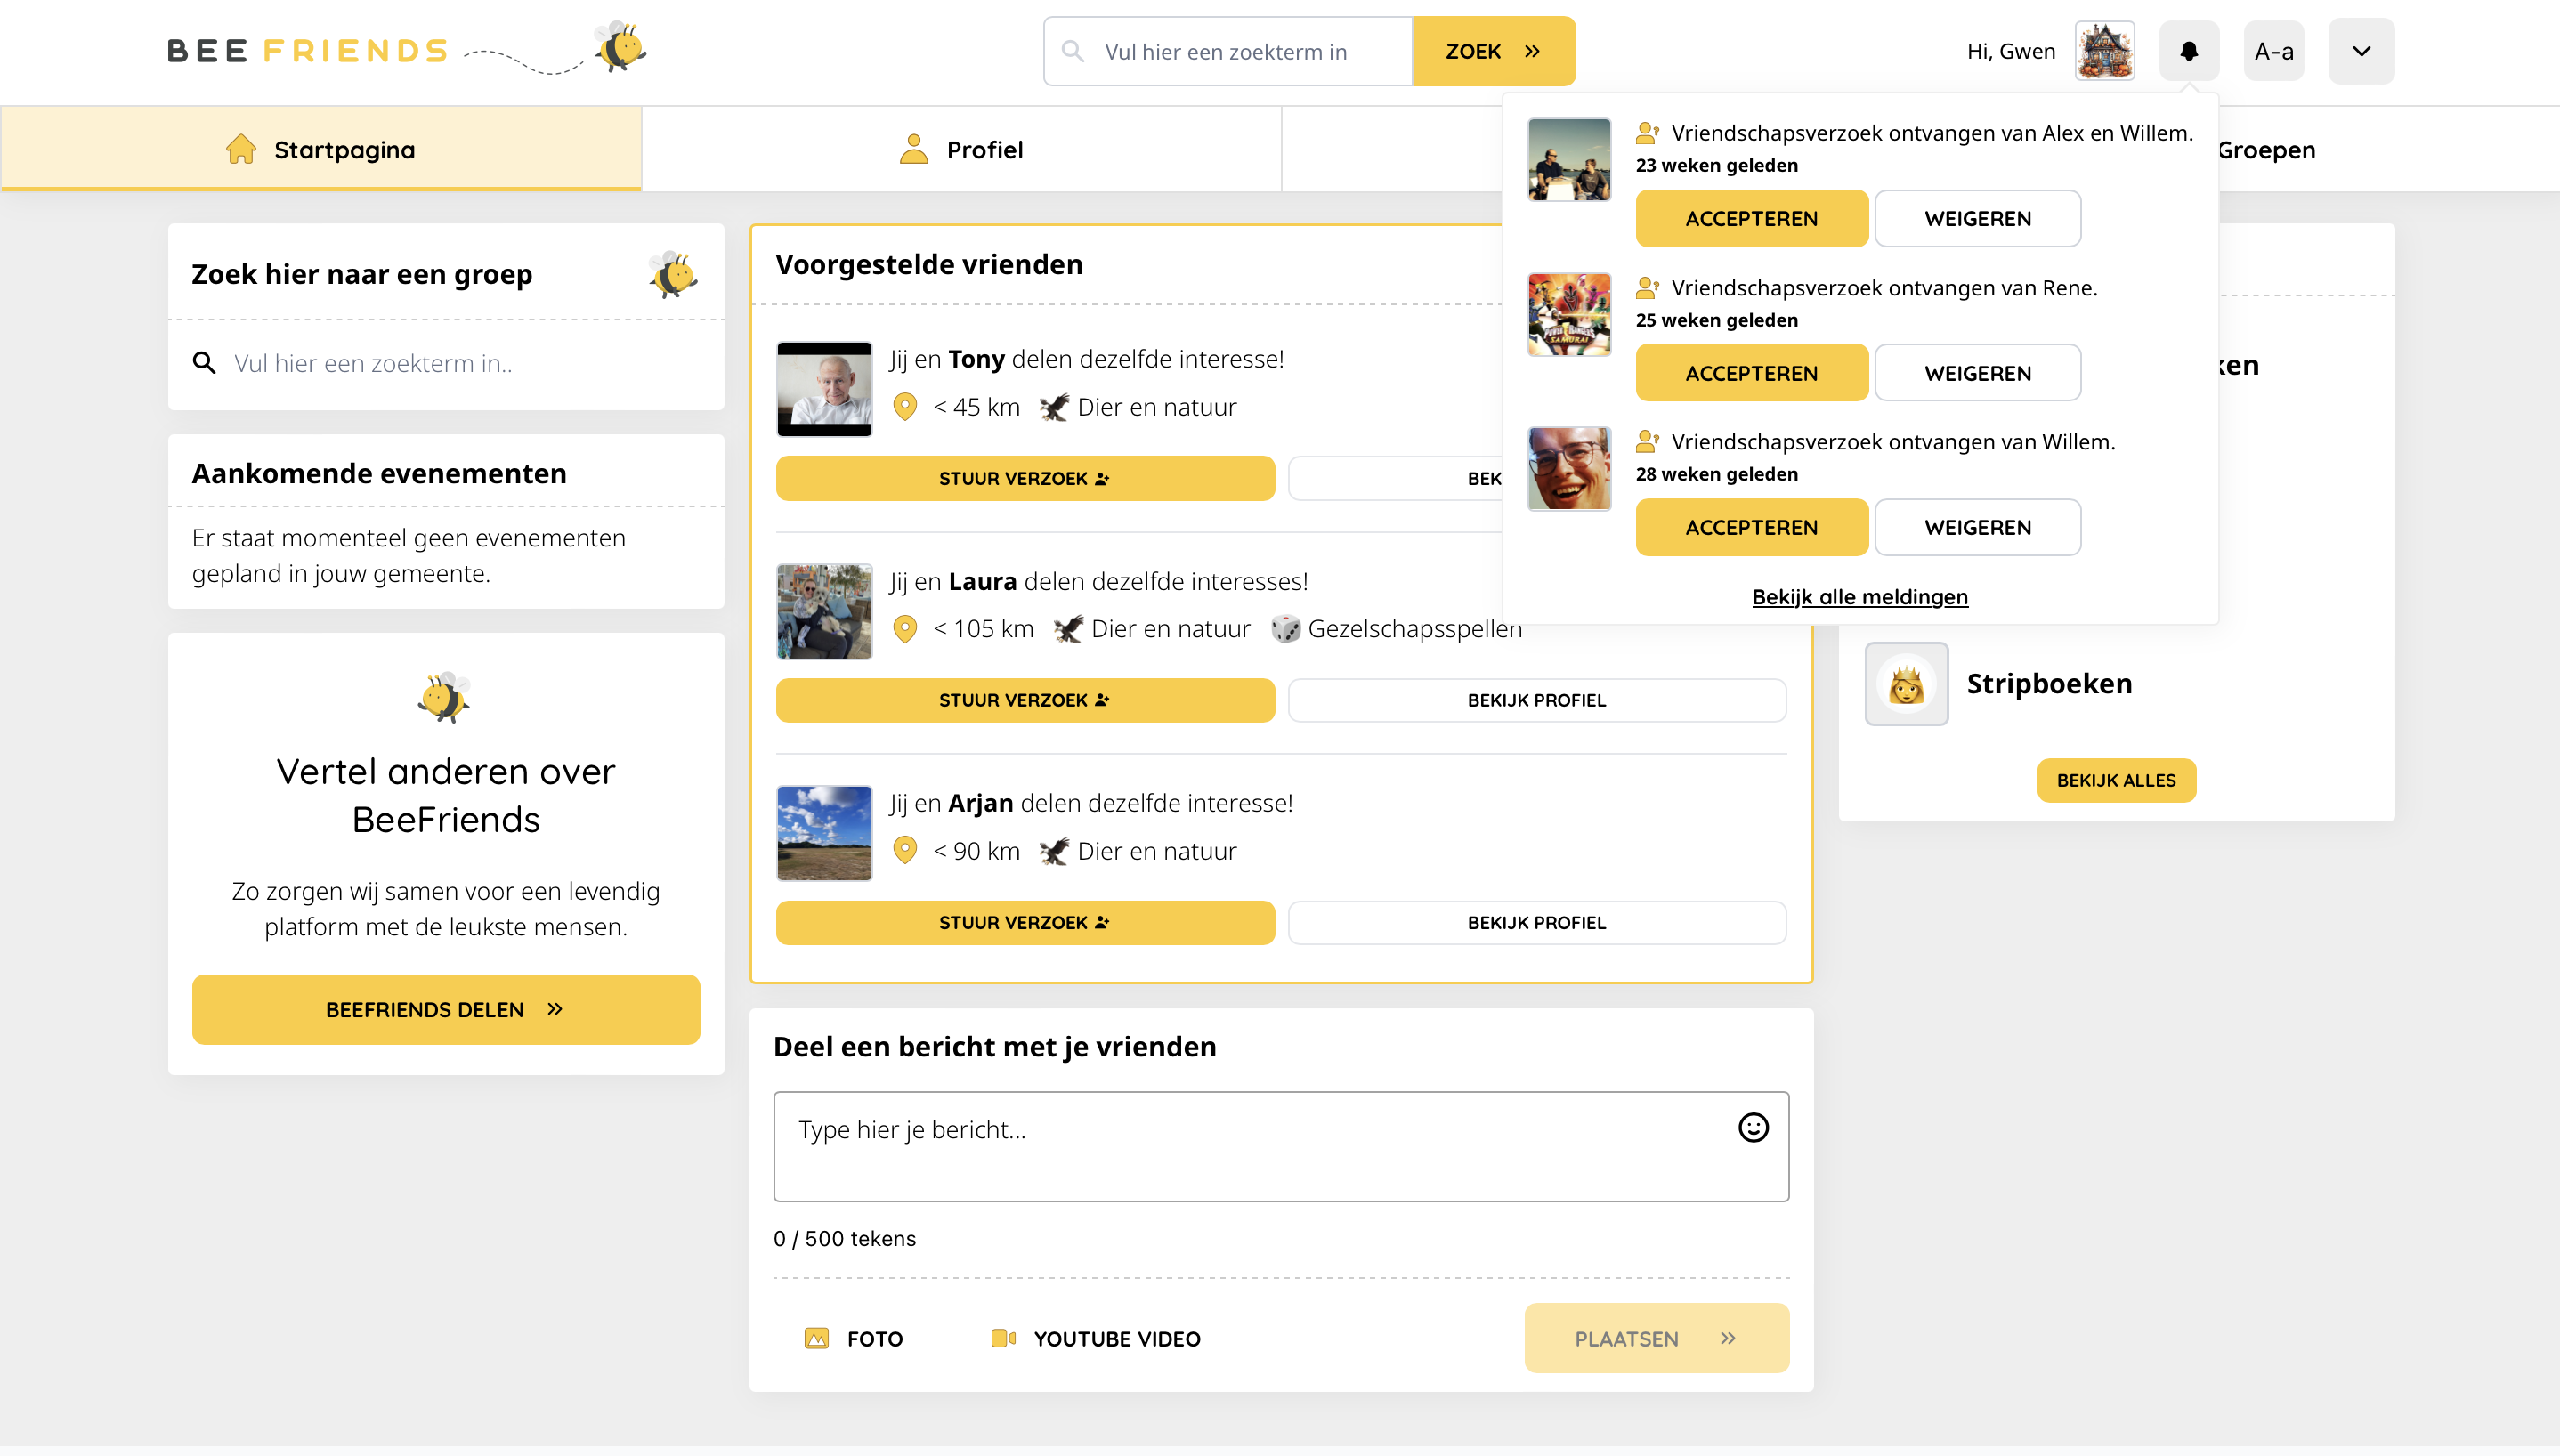 BEE FRIENDS
Vul hier een zoekterm in
ZOEK
Hi, Gwen
A-a
Startpagina
Profiel
Groepen
Vriendschapsverzoek ontvangen van Alex en Willem.
23 weken geleden
ACCEPTEREN
WEIGEREN
Vriendschapsverzoek ontvangen van Rene.
25 weken geleden
ACCEPTEREN
WEIGEREN
Vriendschapsverzoek ontvangen van Willem.
28 weken geleden
ACCEPTEREN
WEIGEREN
Bekijk alle meldingen
Zoek hier naar een groep
Vul hier een zoekterm in..
Aankomende evenementen
Er staat momenteel geen evenementen
gepland in jouw gemeente.
Vertel anderen over
BeeFriends
Zo zorgen wij samen voor een levendig
platform met de leukste mensen.
BEEFRIENDS DELEN
Voorgestelde vrienden
Jij en Tony delen dezelfde interesse!
< 45 km Dier en natuur
STUUR VERZOEK
BEK
Jij en Laura delen dezelfde interesses!
< 105 km Dier en natuur Gezelschapsspellen
STUUR VERZOEK
BEKIJK PROFIEL
Jij en Arjan delen dezelfde interesse!
< 90 km Dier en natuur
STUUR VERZOEK
BEKIJK PROFIEL
Deel een bericht met je vrienden
Type hier je bericht...
0 / 500 tekens
FOTO
YOUTUBE VIDEO
PLAATSEN
ken
Stripboeken
BEKIJK ALLES
POWER RANGERS
SAMURAI